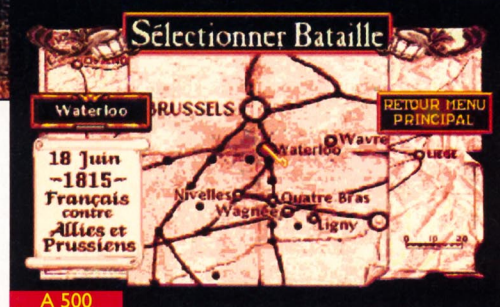 Sélectionner Bataille
Waterloo
BRUSSELS
RETOUR MENU
PRINCIPAL
Wavre
Waterloo
LIEGE
18 Juin
-1815-
Français
contre
Alliés et
Prussiens
Nivelles
Quatre Bras
Wagnée
Ligny
0 10 20
A 500